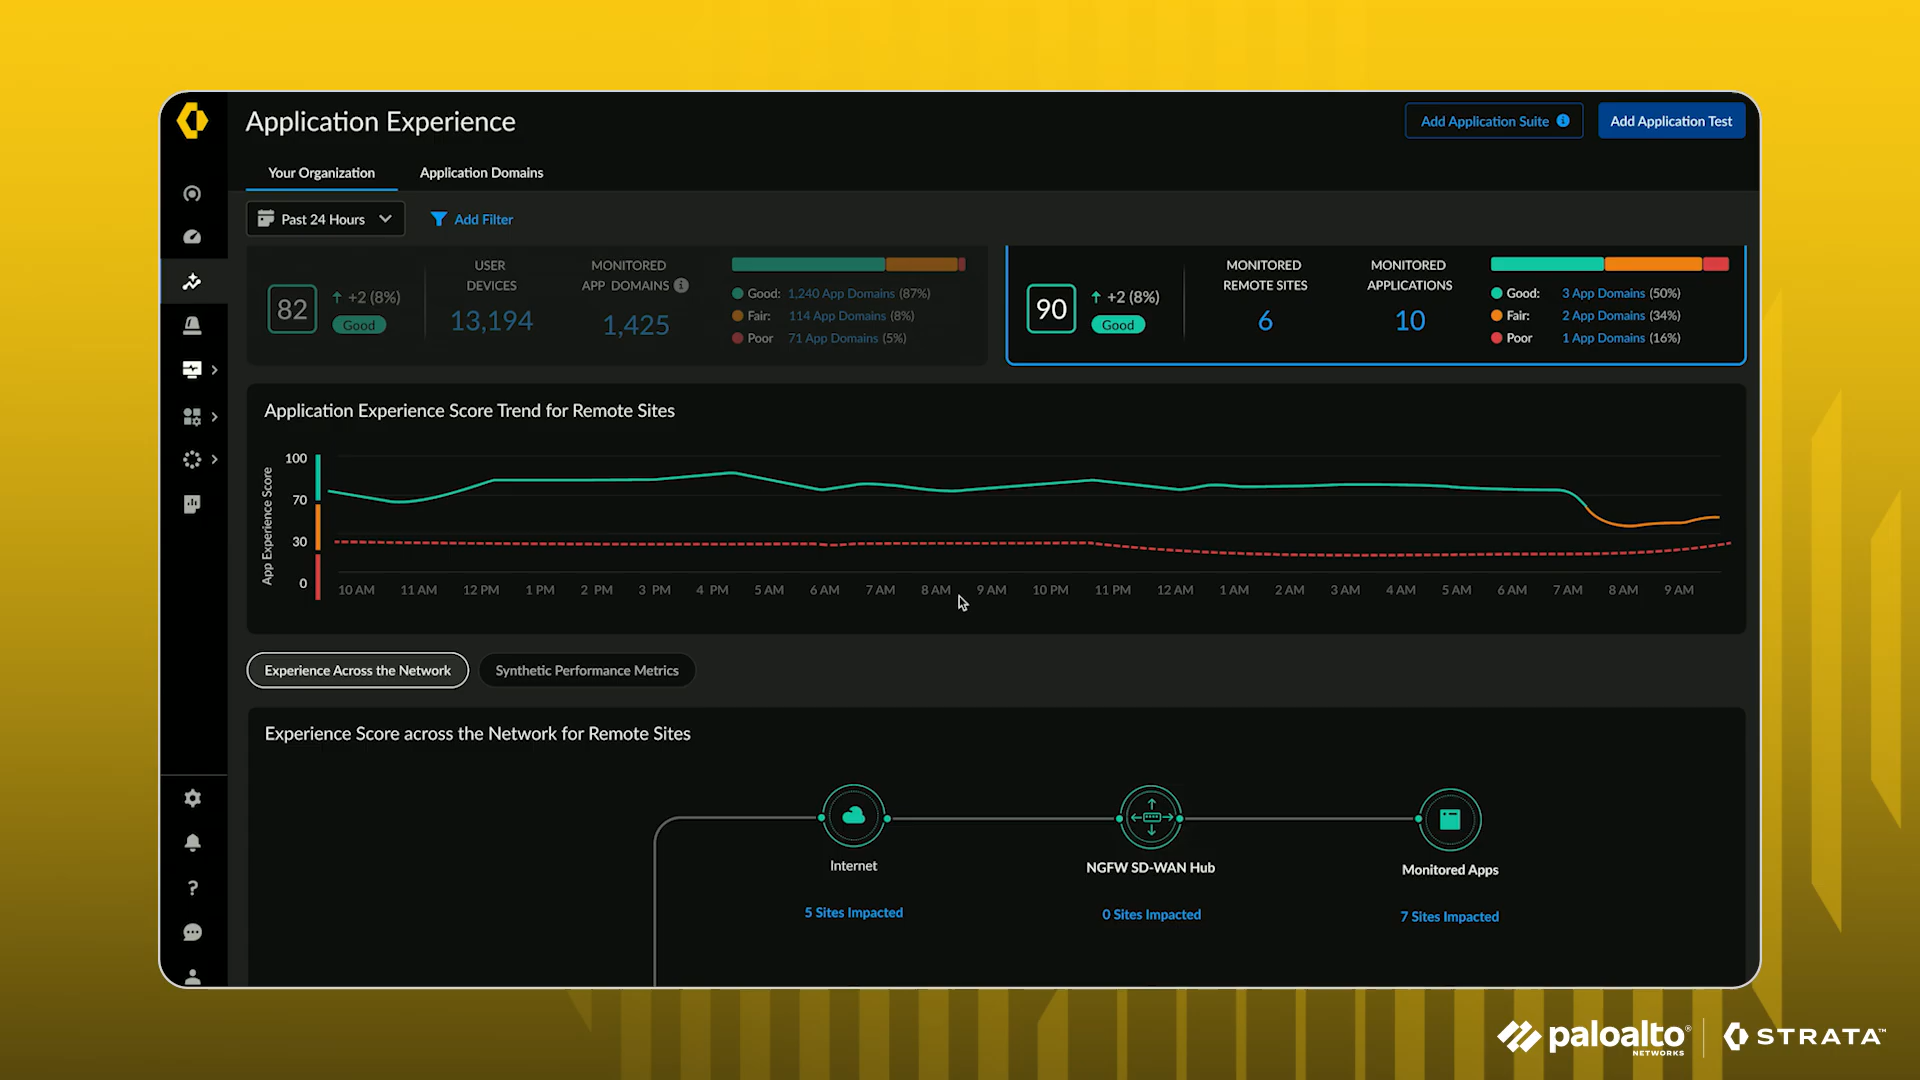 Application Experience
Add Application Suite
Add Application Test
Your Organization
Application Domains
Past 24 Hours
Add Filter
82
+2 (8%)
Good
USER
DEVICES
13,194
MONITORED
APP DOMAINS
1,425
Good: 1,240 App Domains (87%)
Fair: 114 App Domains (8%)
Poor 71 App Domains (5%)
90
+2 (8%)
Good
MONITORED
REMOTE SITES
6
MONITORED
APPLICATIONS
10
Good: 3 App Domains (50%)
Fair: 2 App Domains (34%)
Poor 1 App Domains (16%)
Application Experience Score Trend for Remote Sites
App Experience Score
100
70
30
0
10 AM 11 AM 12 PM 1 PM 2 PM 3 PM 4 PM 5 AM 6 AM 7 AM 8 AM 9 AM 10 PM 11 PM 12 AM 1 AM 2 AM 3 AM 4 AM 5 AM 6 AM 7 AM 8 AM 9 AM
Experience Across the Network
Synthetic Performance Metrics
Experience Score across the Network for Remote Sites
Internet
5 Sites Impacted
NGFW SD-WAN Hub
0 Sites Impacted
Monitored Apps
7 Sites Impacted
paloalto®
NETWORKS
STRATA™